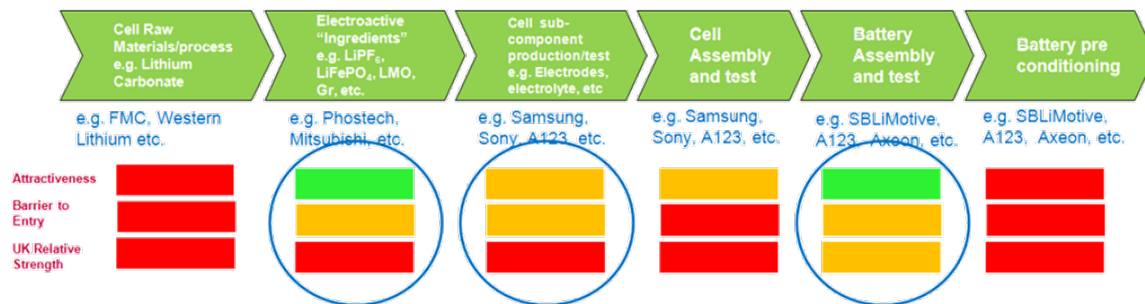 Cell Raw
Materials/process
e.g. Lithium
Carbonate
Electroactive
“Ingredients”
e.g. LiPF₆,
LiFePO₄, LMO,
Gr, etc.
Cell sub-
component
production/test
e.g. Electrodes,
electrolyte, etc
Cell
Assembly
and test
Battery
Assembly
and test
Battery pre
conditioning
e.g. FMC, Western
Lithium etc.
e.g. Phostech,
Mitsubishi, etc.
e.g. Samsung,
Sony, A123, etc.
e.g. Samsung,
Sony, A123, etc.
e.g. SBLiMotive,
A123, Axeon, etc.
e.g. SBLiMotive,
A123, Axeon, etc.
Attractiveness
Barrier to
Entry
UK Relative
Strength